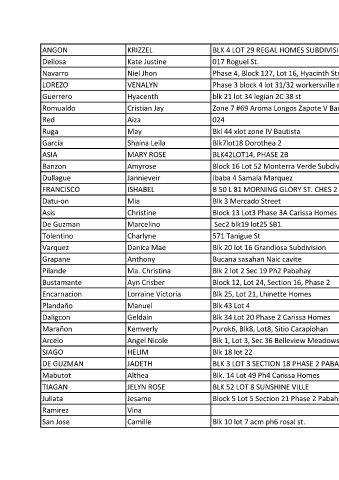 ANGON KRIZZEL BLK 4 LOT 29 REGAL HOMES SUBDIVISI
Dellosa Kate Justine 017 Roguel St.
Navarro Niel Jhon Phase 4, Block 127, Lot 16, Hyacinth Str
LOREZO VENALYN Phase 3 block 4 lot 31/32 workersville r
Guerrero Hyacenth blk 21 lot 34 legian 2C 38 st
Romualdo Cristian Jay Zone 7 #69 Aroma Longos Zapote V Bac
Red Aiza 024
Ruga May Bkl 44 xlot zone IV Bautista
Garcia Shaina Leila Blk7lot18 Dorothea 2
ASIA MARY ROSE BLK42LOT14, PHASE 2B
Banzon Amyrose Block 16 Lot 52 Monterra Verde Subdiv
Dullague Jannieveir Ibaba 4 Samala Marquez
FRANCISCO ISHABEL B 50 L 81 MORNING GLORY ST. CHES 2
Datu-on Mia Blk 3 Mercado Street
Asis Christine Block 13 Lot3 Phase 3A Carissa Homes
De Guzman Marcelino Sec2 blk19 lot25 SB1
Tolentino Charlyne 571 Tanigue St
Varquez Danica Mae Blk 20 lot 16 Grandiosa Subdivision
Grapane Anthony Bucana sasahan Naic cavite
Pilande Ma. Christina Blk 2 lot 2 Sec 19 Ph2 Pabahay
Bustamante Ayn Crisber Block 12, Lot 24, Section 16, Phase 2
Encarnacion Lorraine Victoria Blk 25, Lot 21, Lhinette Homes
Plandaño Manuel Blk 43 Lot 4
Daligcon Geldain Blk 34 Lot 20 Phase 2 Carissa Homes
Marañon Kemverly Purok6, Blk8, Lot8, Sitio Carapiohan
Arcelo Angel Nicole Blk 1, Lot 3, Sec 36 Belleview Meadows
SIAGO HELIM Blk 18 lot 22
DE GUZMAN JADETH BLK 3 LOT 3 SECTION 18 PHASE 2 PABA
Mabutot Althea Blk. 14 Lot 49 Ph4 Carissa Homes
TIAGAN JELYN ROSE BLK 52 LOT 8 SUNSHINE VILLE
Juliata Jesame Block 5 Lot 5 Section 21 Phase 2 Pabah
Ramirez Vina
San Jose Camille Blk 10 lot 7 acm ph6 rosal st.